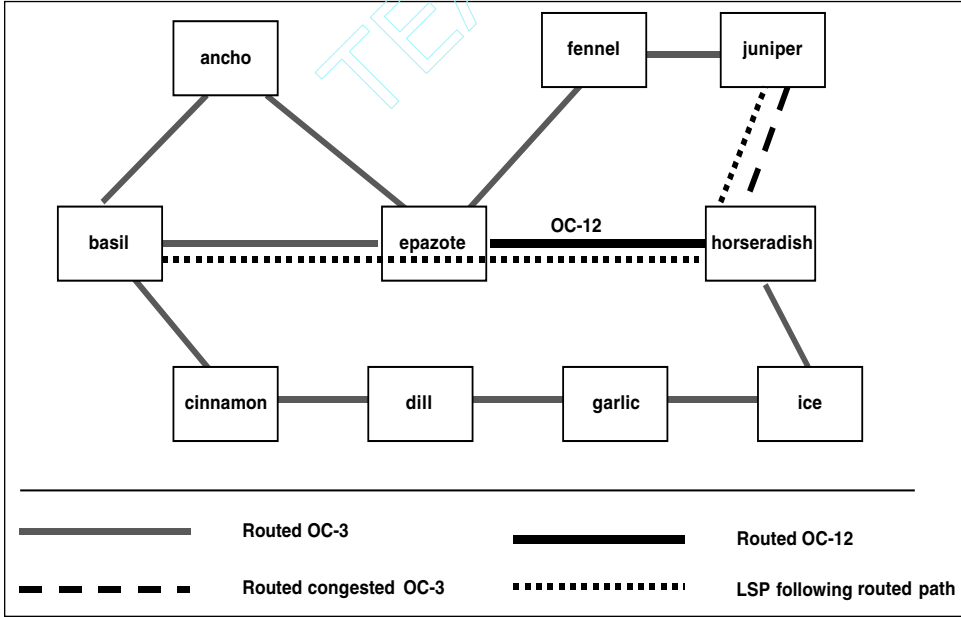 TEX
ancho
fennel
juniper
basil
epazote
OC-12
horseradish
cinnamon
dill
garlic
ice
Routed OC-3
Routed OC-12
Routed congested OC-3
LSP following routed path